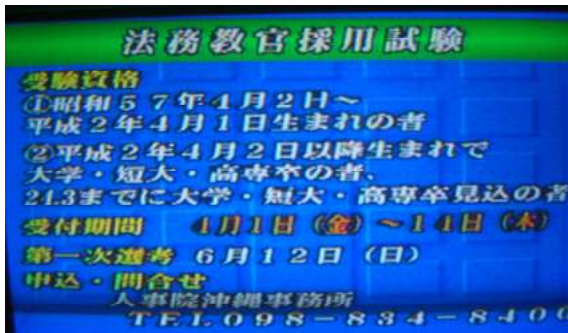 法務教官採用試験
受験資格
①昭和57年4月2日～
平成2年4月1日生まれの者
②平成2年4月2日以降生まれで
大学・短大・高専卒の者、
24.3までに大学・短大・高専卒見込の者
受付期間 4月1日（金）～14日（木）
第一次選考 6月12日（日）
申込・問合せ
人事院沖縄事務所
TEL098－834－8400